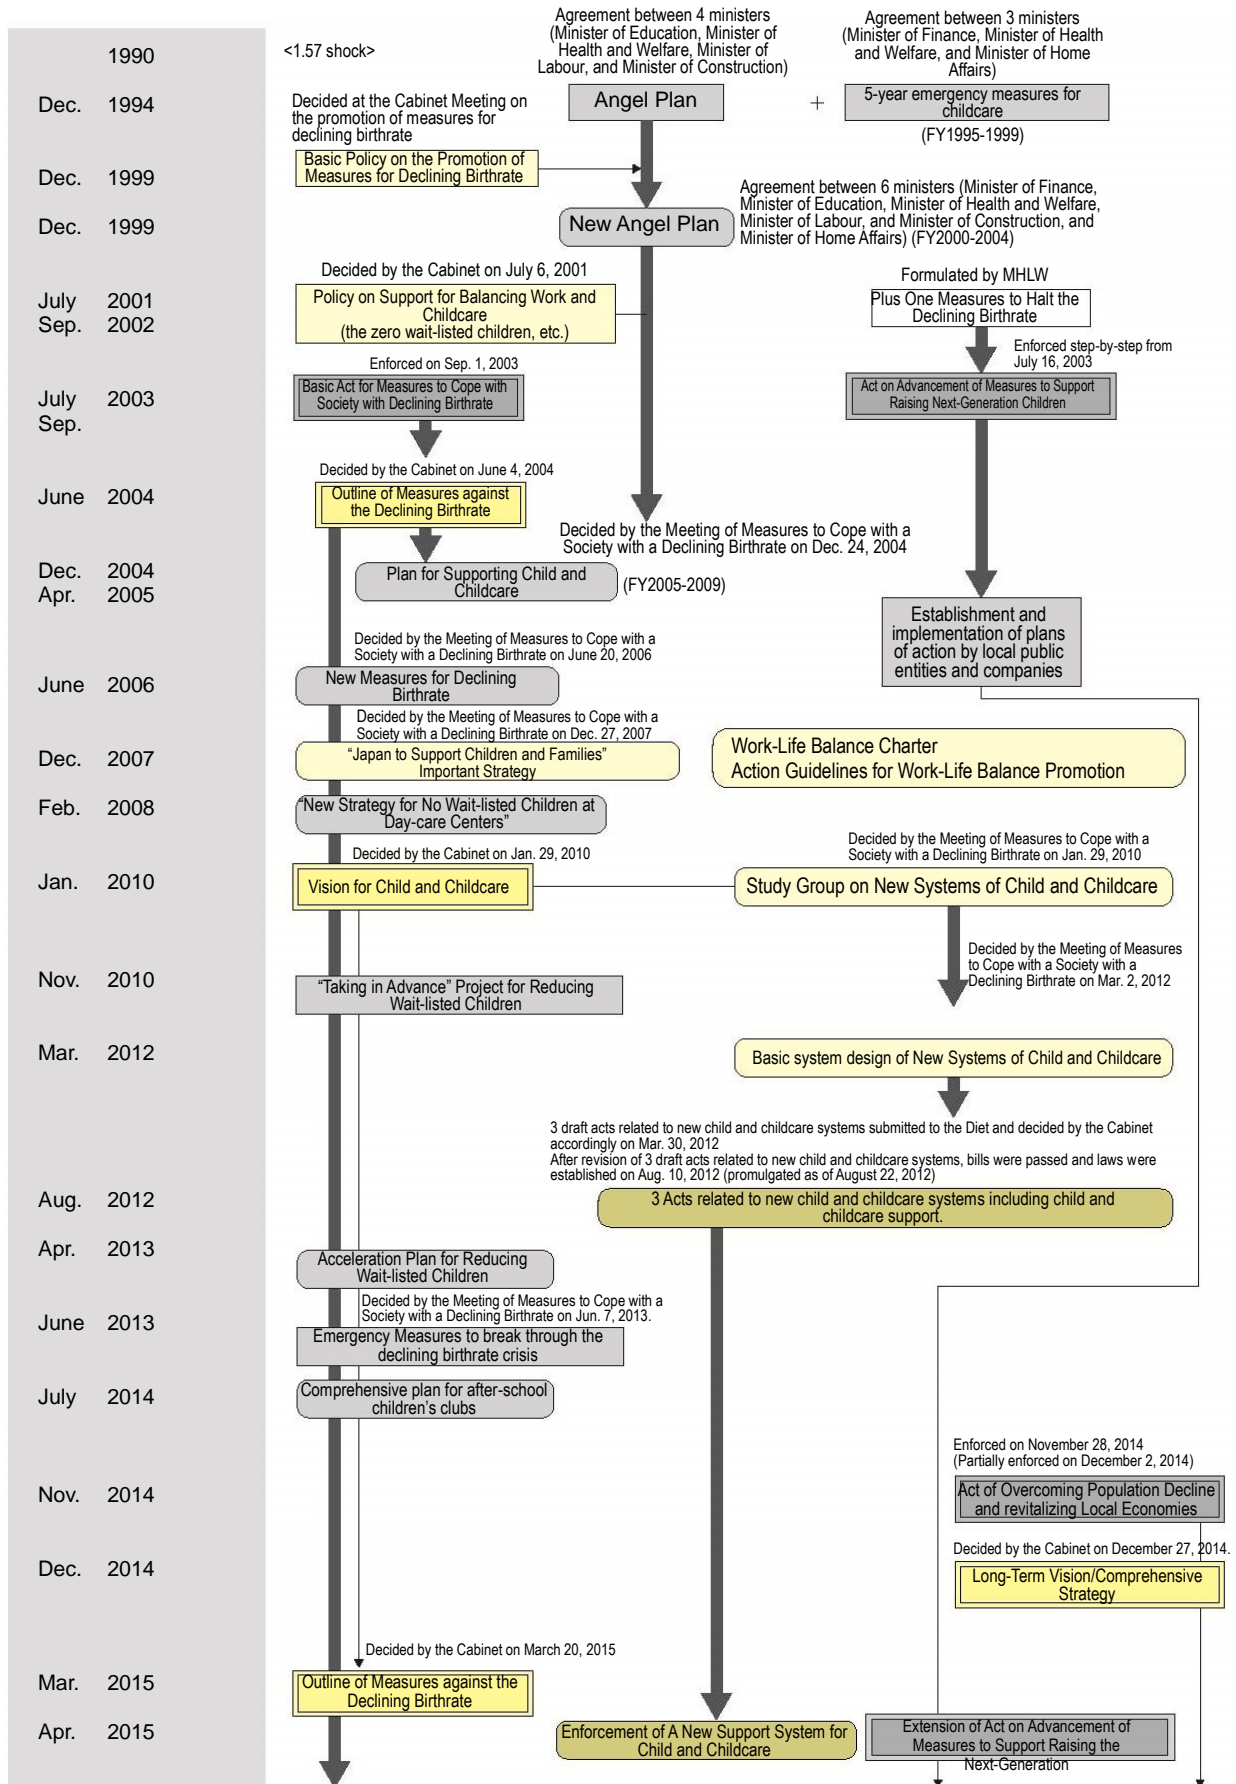 Agreement between 4 ministers
(Minister of Education, Minister of
Health and Welfare, Minister of
Labour, and Minister of Construction)
Agreement between 3 ministers
(Minister of Finance, Minister of Health
and Welfare, and Minister of Home
Affairs)
1990
<1.57 shock>
Dec. 1994
Decided at the Cabinet Meeting on
the promotion of measures for
declining birthrate
Angel Plan
+
5-year emergency measures for
childcare
(FY1995-1999)
Dec. 1999
Basic Policy on the Promotion of
Measures for Declining Birthrate
Dec. 1999
New Angel Plan
Agreement between 6 ministers (Minister of Finance,
Minister of Education, Minister of Health and Welfare,
Minister of Labour, and Minister of Construction, and
Minister of Home Affairs) (FY2000-2004)
Decided by the Cabinet on July 6, 2001
Formulated by MHLW
July 2001
Sep. 2002
Policy on Support for Balancing Work and
Childcare
(the zero wait-listed children, etc.)
Plus One Measures to Halt the
Declining Birthrate
Enforced on Sep. 1, 2003
Enforced step-by-step from
July 16, 2003
July 2003
Sep.
Basic Act for Measures to Cope with
Society with Declining Birthrate
Act on Advancement of Measures to Support
Raising Next-Generation Children
Decided by the Cabinet on June 4, 2004
June 2004
Outline of Measures against
the Declining Birthrate
Decided by the Meeting of Measures to Cope with a
Society with a Declining Birthrate on Dec. 24, 2004
Dec. 2004
Apr. 2005
Plan for Supporting Child and
Childcare
(FY2005-2009)
Establishment and
implementation of plans
of action by local public
entities and companies
Decided by the Meeting of Measures to Cope with a
Society with a Declining Birthrate on June 20, 2006
June 2006
New Measures for Declining
Birthrate
Decided by the Meeting of Measures to Cope with a
Society with a Declining Birthrate on Dec. 27, 2007
Dec. 2007
"Japan to Support Children and Families"
Important Strategy
Work-Life Balance Charter
Action Guidelines for Work-Life Balance Promotion
Feb. 2008
"New Strategy for No Wait-listed Children at
Day-care Centers"
Decided by the Cabinet on Jan. 29, 2010
Decided by the Meeting of Measures to Cope with a
Society with a Declining Birthrate on Jan. 29, 2010
Jan. 2010
Vision for Child and Childcare
Study Group on New Systems of Child and Childcare
Decided by the Meeting of Measures
to Cope with a Society with a
Declining Birthrate on Mar. 2, 2012
Nov. 2010
"Taking in Advance" Project for Reducing
Wait-listed Children
Mar. 2012
Basic system design of New Systems of Child and Childcare
3 draft acts related to new child and childcare systems submitted to the Diet and decided by the Cabinet
accordingly on Mar. 30, 2012
After revision of 3 draft acts related to new child and childcare systems, bills were passed and laws were
established on Aug. 10, 2012 (promulgated as of August 22, 2012)
Aug. 2012
3 Acts related to new child and childcare systems including child and
childcare support.
Apr. 2013
Acceleration Plan for Reducing
Wait-listed Children
Decided by the Meeting of Measures to Cope with a
Society with a Declining Birthrate on Jun. 7, 2013.
June 2013
Emergency Measures to break through the
declining birthrate crisis
July 2014
Comprehensive plan for after-school
children's clubs
Enforced on November 28, 2014
(Partially enforced on December 2, 2014)
Nov. 2014
Act of Overcoming Population Decline
and revitalizing Local Economies
Decided by the Cabinet on December 27, 2014.
Dec. 2014
Long-Term Vision/Comprehensive
Strategy
Decided by the Cabinet on March 20, 2015
Mar. 2015
Outline of Measures against the
Declining Birthrate
Apr. 2015
Enforcement of A New Support System for
Child and Childcare
Extension of Act on Advancement of
Measures to Support Raising the
Next-Generation